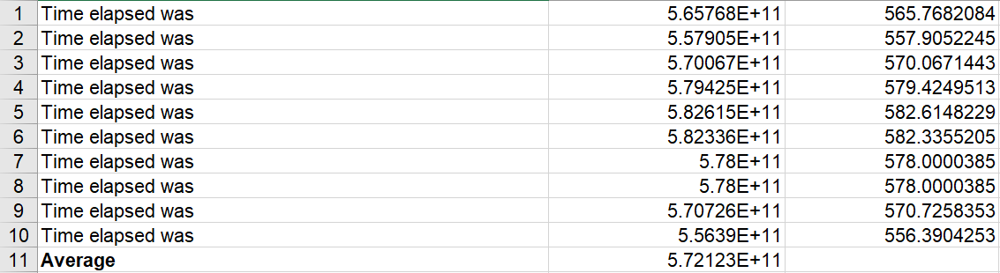 1 Time elapsed was 5.65768E+11 565.7682084
2 Time elapsed was 5.57905E+11 557.9052245
3 Time elapsed was 5.70067E+11 570.0671443
4 Time elapsed was 5.79425E+11 579.4249513
5 Time elapsed was 5.82615E+11 582.6148229
6 Time elapsed was 5.82336E+11 582.3355205
7 Time elapsed was 5.78E+11 578.0000385
8 Time elapsed was 5.78E+11 578.0000385
9 Time elapsed was 5.70726E+11 570.7258353
10 Time elapsed was 5.5639E+11 556.3904253
11 Average 5.72123E+11